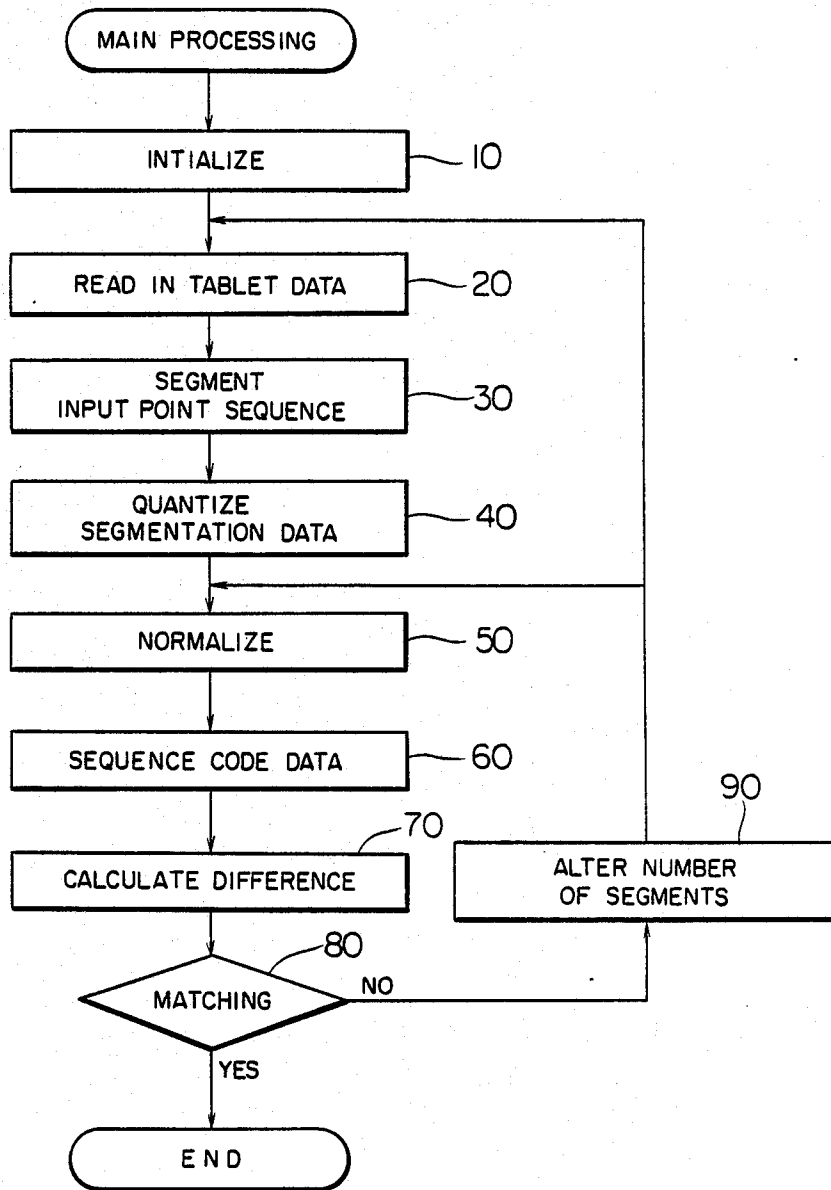 MAIN PROCESSING
INTIALIZE
10
READ IN TABLET DATA
20
SEGMENT
INPUT POINT SEQUENCE
30
QUANTIZE
SEGMENTATION DATA
40
NORMALIZE
50
SEQUENCE CODE DATA
60
CALCULATE DIFFERENCE
70
ALTER NUMBER
OF SEGMENTS
90
MATCHING
80
NO
YES
END